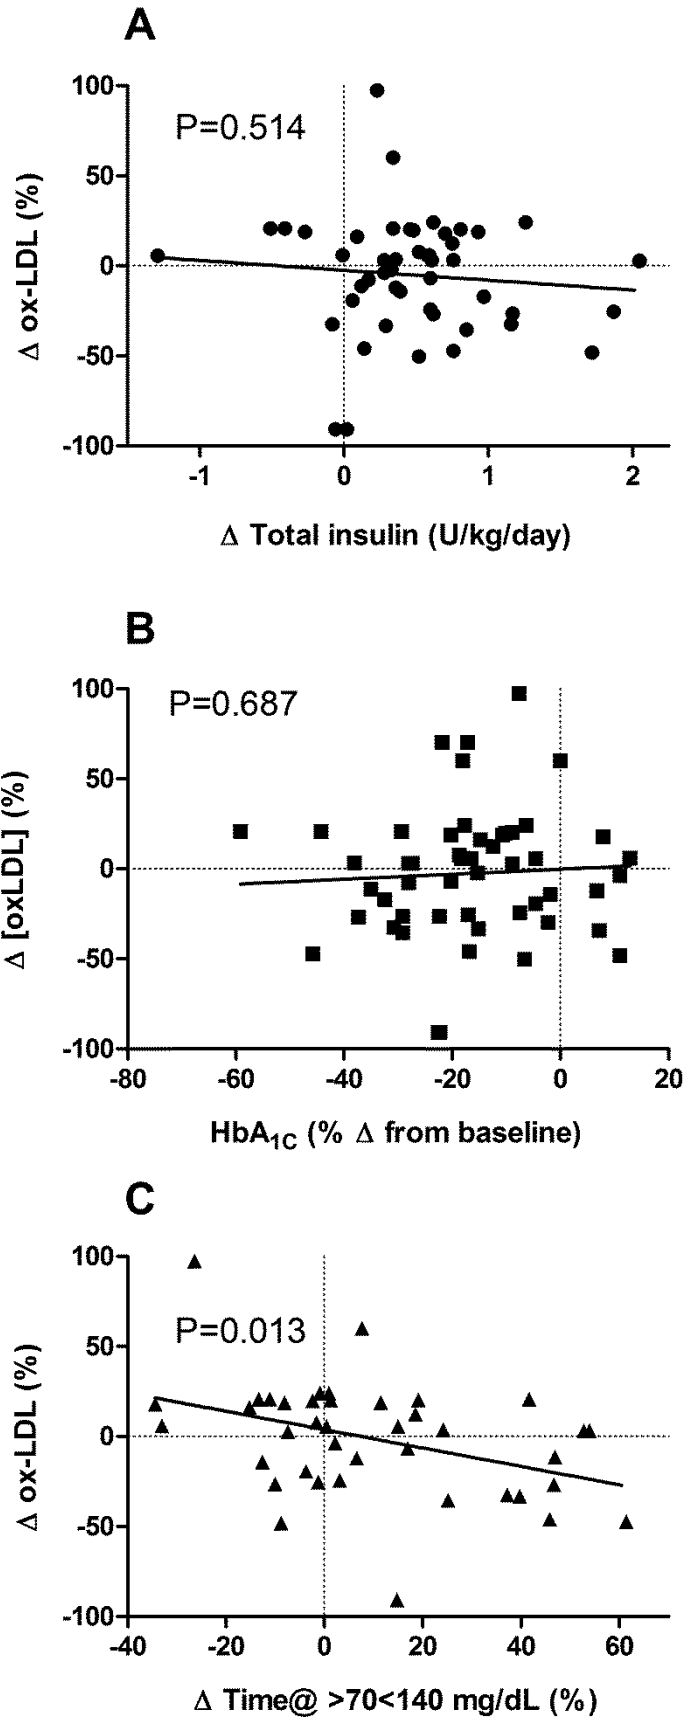 A
P=0.514
Δ ox-LDL (%)
100
50
0
-50
-100
-1 0 1 2
Δ Total insulin (U/kg/day)
B
P=0.687
Δ [oxLDL] (%)
100
50
0
-50
-100
-80 -60 -40 -20 0 20
HbA1C (% Δ from baseline)
C
P=0.013
Δ ox-LDL (%)
100
50
0
-50
-100
-40 -20 0 20 40 60
Δ Time@ >70<140 mg/dL (%)